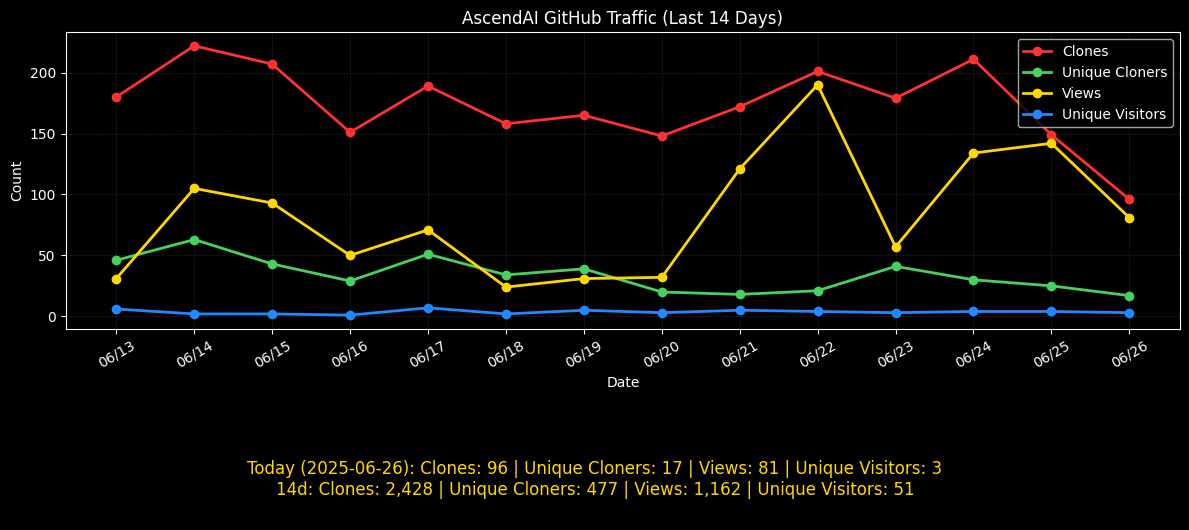 AscendAI GitHub Traffic (Last 14 Days)
Clones
Unique Cloners
Views
Unique Visitors
Count
200
150
100
50
0
06/13 06/14 06/15 06/16 06/17 06/18 06/19 06/20 06/21 06/22 06/23 06/24 06/25 06/26
Date
Today (2025-06-26): Clones: 96 | Unique Cloners: 17 | Views: 81 | Unique Visitors: 3
14d: Clones: 2,428 | Unique Cloners: 477 | Views: 1,162 | Unique Visitors: 51